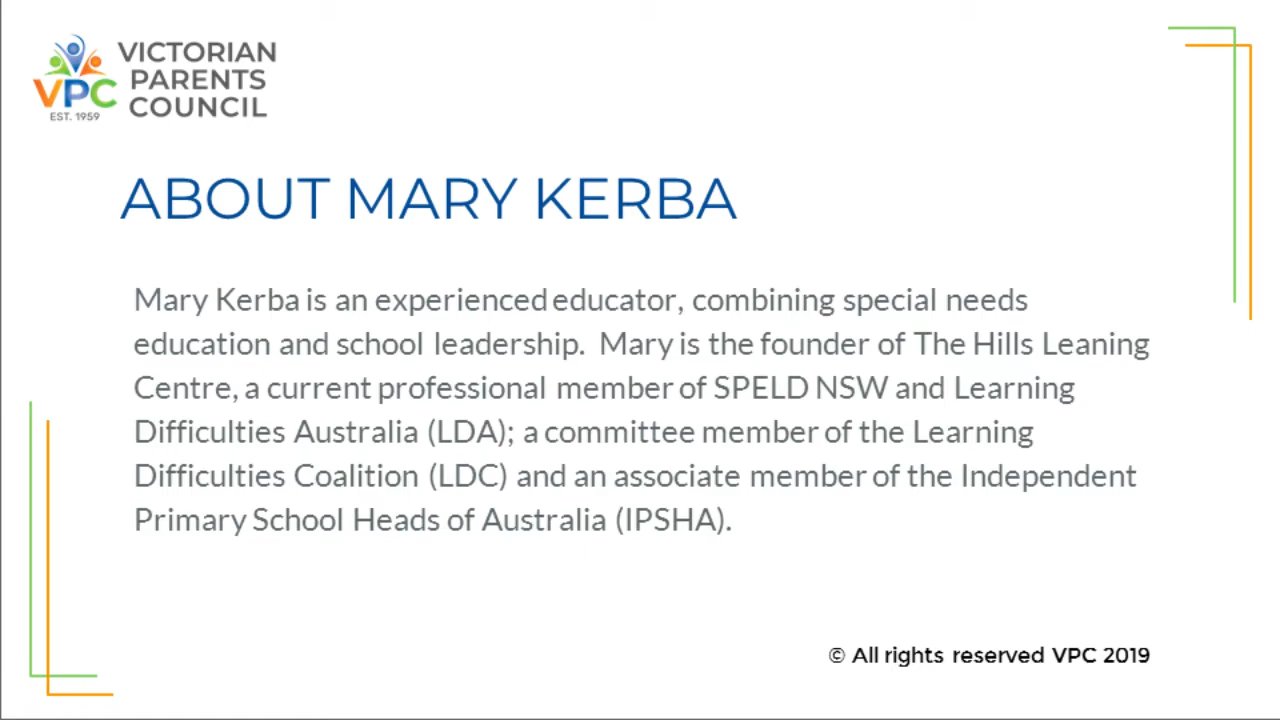 VICTORIAN
PARENTS
COUNCIL
VPC
EST. 1959
ABOUT MARY KERBA
Mary Kerba is an experienced educator, combining special needs
education and school leadership. Mary is the founder of The Hills Leaning
Centre, a current professional member of SPELD NSW and Learning
Difficulties Australia (LDA); a committee member of the Learning
Difficulties Coalition (LDC) and an associate member of the Independent
Primary School Heads of Australia (IPSHA).
© All rights reserved VPC 2019